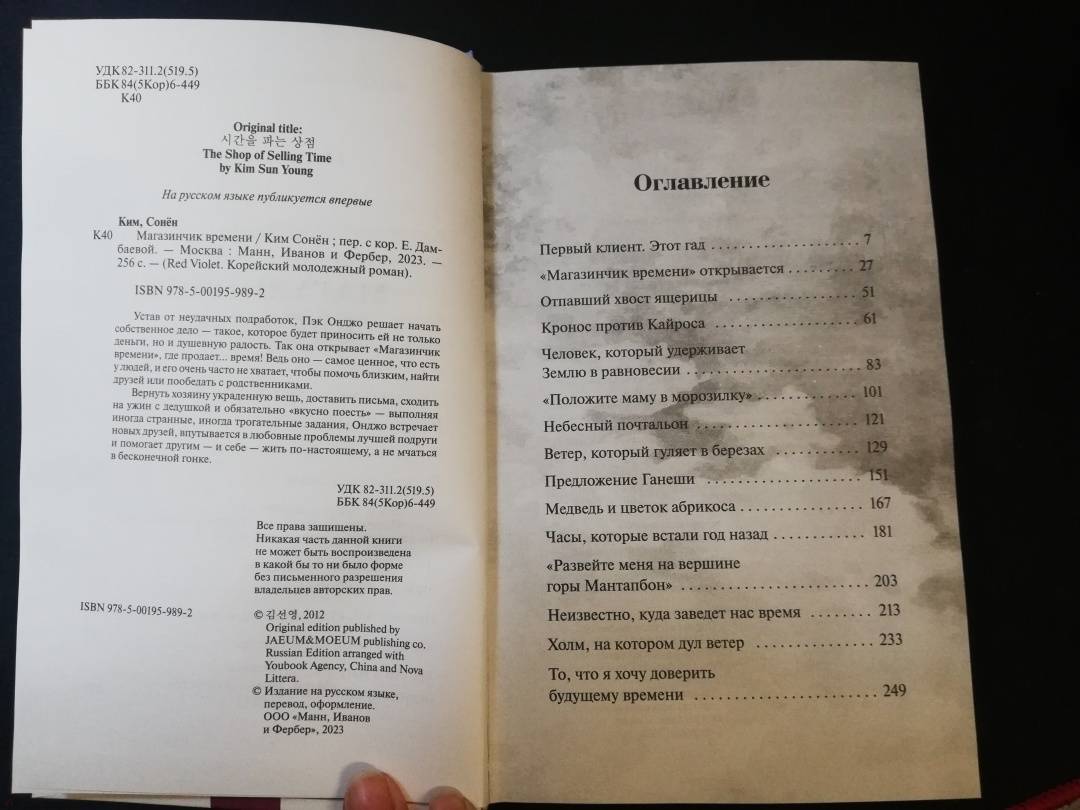 УДК 82-311.2(519.5)
ББК 84(5Кор)6-449
К40
Original title:
시간을 파는 상점
The Shop of Selling Time
by Kim Sun Young
На русском языке публикуется впервые
Ким, Сонён
К40 Магазинчик времени / Ким Сонён ; пер. с кор. Е. Дам-
баевой. — Москва : Манн, Иванов и Фербер, 2023. —
256 с. — (Red Violet. Корейский молодежный роман).
ISBN 978-5-00195-989-2
Устав от неудачных подработок, Пэк Онджо решает начать
собственное дело — такое, которое будет приносить ей не только
деньги, но и душевную радость. Так она открывает «Магазинчик
времени», где продает... время! Ведь оно — самое ценное, что есть
у людей, и его очень часто не хватает, чтобы помочь близким, найти
друзей или пообедать с родственниками.
Вернуть хозяину украденную вещь, доставить письма, сходить
на ужин с дедушкой и обязательно «вкусно поесть» — выполняя
иногда странные, иногда трогательные задания, Онджо встречает
новых друзей, впутывается в любовные проблемы лучшей подруги
и помогает другим — и себе — жить по-настоящему, а не мчаться
в бесконечной гонке.
УДК 82-311.2(519.5)
ББК 84(5Кор)6-449
Все права защищены.
Никакая часть данной книги
не может быть воспроизведена
в какой бы то ни было форме
без письменного разрешения
владельцев авторских прав.
ISBN 978-5-00195-989-2
© 김선영, 2012
Original edition published by
JAEUM&MOEUM publishing co.
Russian Edition arranged with
Youbook Agency, China and Nova
Littera.
© Издание на русском языке,
перевод, оформление.
ООО «Манн, Иванов
и Фербер», 2023
Оглавление
Первый клиент. Этот гад .................... 7
«Магазинчик времени» открывается ......... 27
Отпавший хвост ящерицы .................. 51
Кронос против Кайроса .................... 61
Человек, который удерживает
Землю в равновесии ....................... 83
«Положите маму в морозилку» .............. 101
Небесный почтальон ...................... 121
Ветер, который гуляет в березах ............ 129
Предложение Ганеши ...................... 151
Медведь и цветок абрикоса ................ 167
Часы, которые встали год назад ............ 181
«Развейте меня на вершине
горы Мантапбон» ......................... 203
Неизвестно, куда заведет нас время ........ 213
Холм, на котором дул ветер ............... 233
То, что я хочу доверить
будущему времени ........................ 249